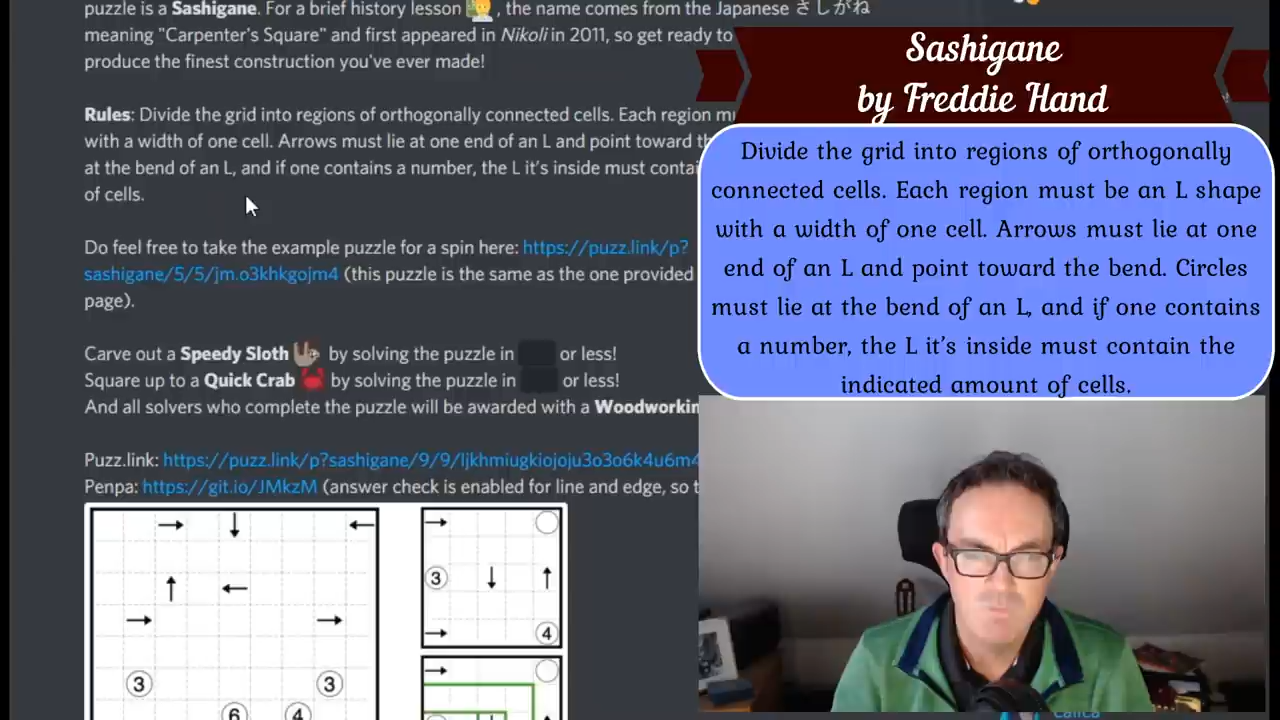 puzzle is a Sashigane. For a brief history lesson , the name comes from the Japanese さしがね
meaning "Carpenter's Square" and first appeared in Nikoli in 2011, so get ready to
produce the finest construction you've ever made!
Rules: Divide the grid into regions of orthogonally connected cells. Each region
with a width of one cell. Arrows must lie at one end of an L and point toward
at the bend of an L, and if one contains a number, the L it's inside must
of cells.
Do feel free to take the example puzzle for a spin here: https://puzz.link/p?
sashigane/5/5/jm.o3khkgojm4 (this puzzle is the same as the one provided
page).
Carve out a Speedy Sloth by solving the puzzle in or less!
Square up to a Quick Crab by solving the puzzle in or less!
And all solvers who complete the puzzle will be awarded with a
Puzz.link: https://puzz.link/p?sashigane/9/9/ljkhmiugkiojoju3o3o6k4u6m4
Penpa: https://git.io/JMkzM (answer check is enabled for line and edge, so
→ ↓ ←
↑ ←
→ →
3 3
6 4
→
3 ↓ ↑
→ 4
→
Sashigane
by Freddie Hand
Divide the grid into regions of orthogonally
connected cells. Each region must be an L shape
with a width of one cell. Arrows must lie at one
end of an L and point toward the bend. Circles
must lie at the bend of an L, and if one contains
a number, the L it's inside must contain the
indicated amount of cells.